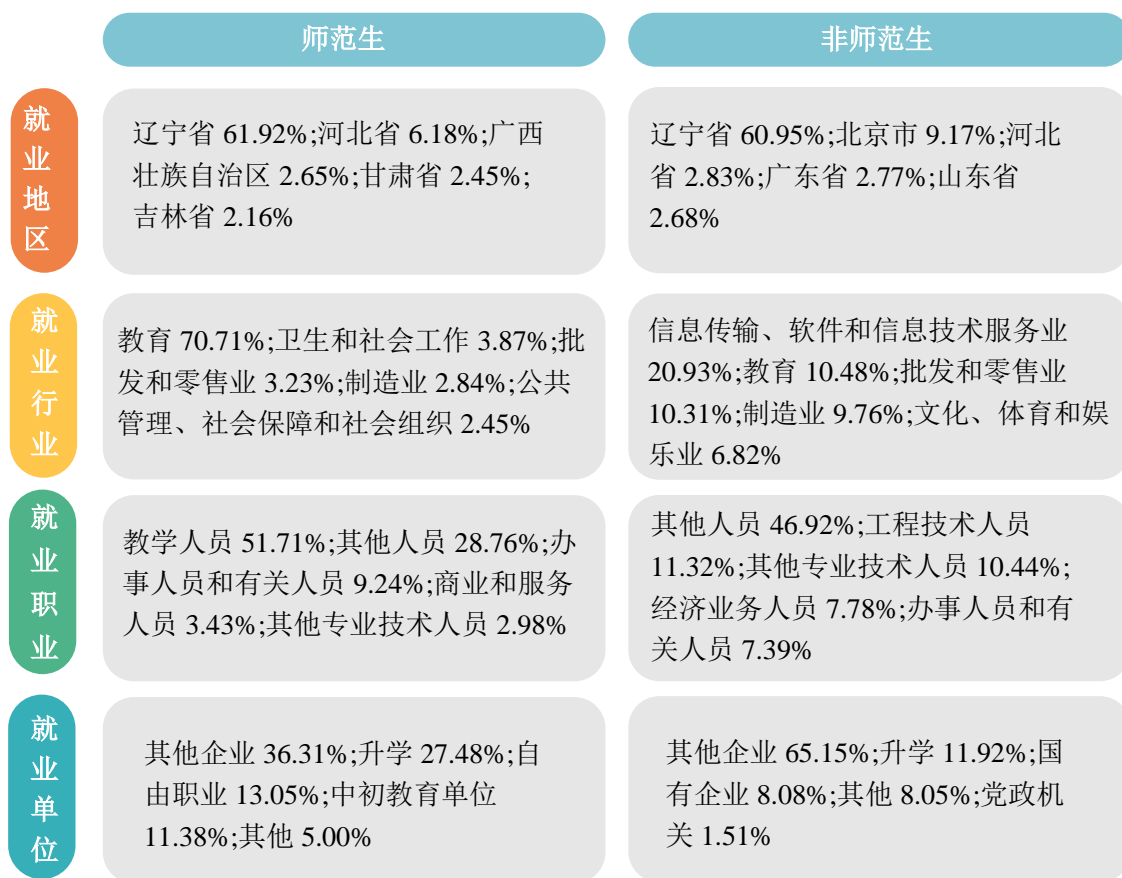 师范生
非师范生
就业地区
辽宁省 61.92%;河北省 6.18%;广西
壮族自治区 2.65%;甘肃省 2.45%;
吉林省 2.16%
辽宁省 60.95%;北京市 9.17%;河北
省 2.83%;广东省 2.77%;山东省
2.68%
就业行业
教育 70.71%;卫生和社会工作 3.87%;批
发和零售业 3.23%;制造业 2.84%;公共
管理、社会保障和社会组织 2.45%
信息传输、软件和信息技术服务业
20.93%;教育 10.48%;批发和零售业
10.31%;制造业 9.76%;文化、体育和娱
乐业 6.82%
就业职业
教学人员 51.71%;其他人员 28.76%;办
事人员和有关人员 9.24%;商业和服务
人员 3.43%;其他专业技术人员 2.98%
其他人员 46.92%;工程技术人员
11.32%;其他专业技术人员 10.44%;
经济业务人员 7.78%;办事人员和有
关人员 7.39%
就业单位
其他企业 36.31%;升学 27.48%;自
由职业 13.05%;中初教育单位
11.38%;其他 5.00%
其他企业 65.15%;升学 11.92%;国
有企业 8.08%;其他 8.05%;党政机
关 1.51%